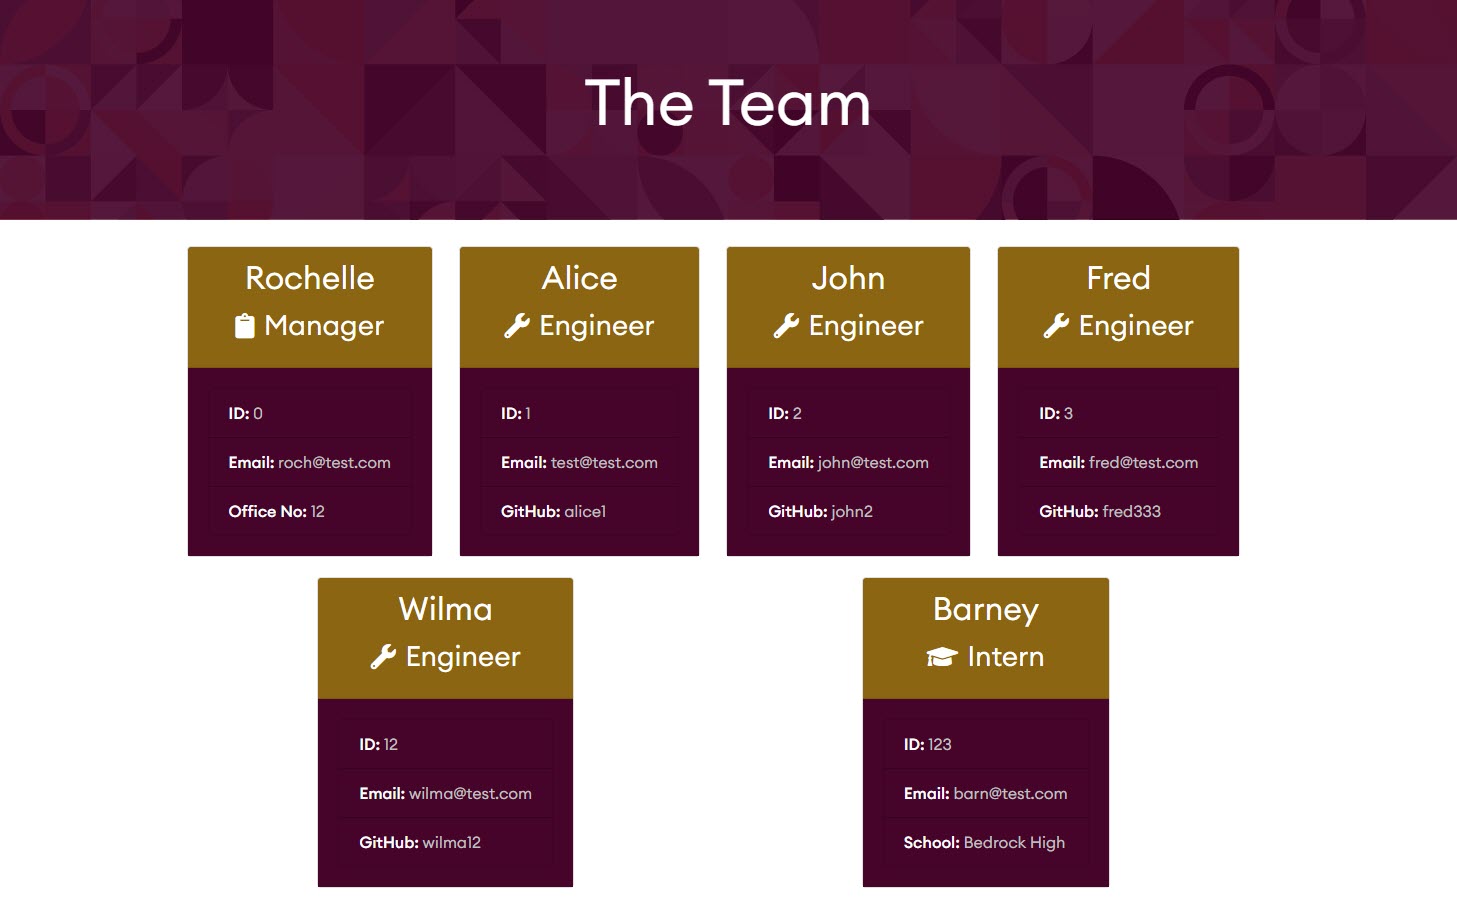 The Team
Rochelle
Manager
ID: 0
Email: roch@test.com
Office No: 12
Alice
Engineer
ID: 1
Email: test@test.com
GitHub: alice1
John
Engineer
ID: 2
Email: john@test.com
GitHub: john2
Fred
Engineer
ID: 3
Email: fred@test.com
GitHub: fred333
Wilma
Engineer
ID: 12
Email: wilma@test.com
GitHub: wilma12
Barney
Intern
ID: 123
Email: barn@test.com
School: Bedrock High